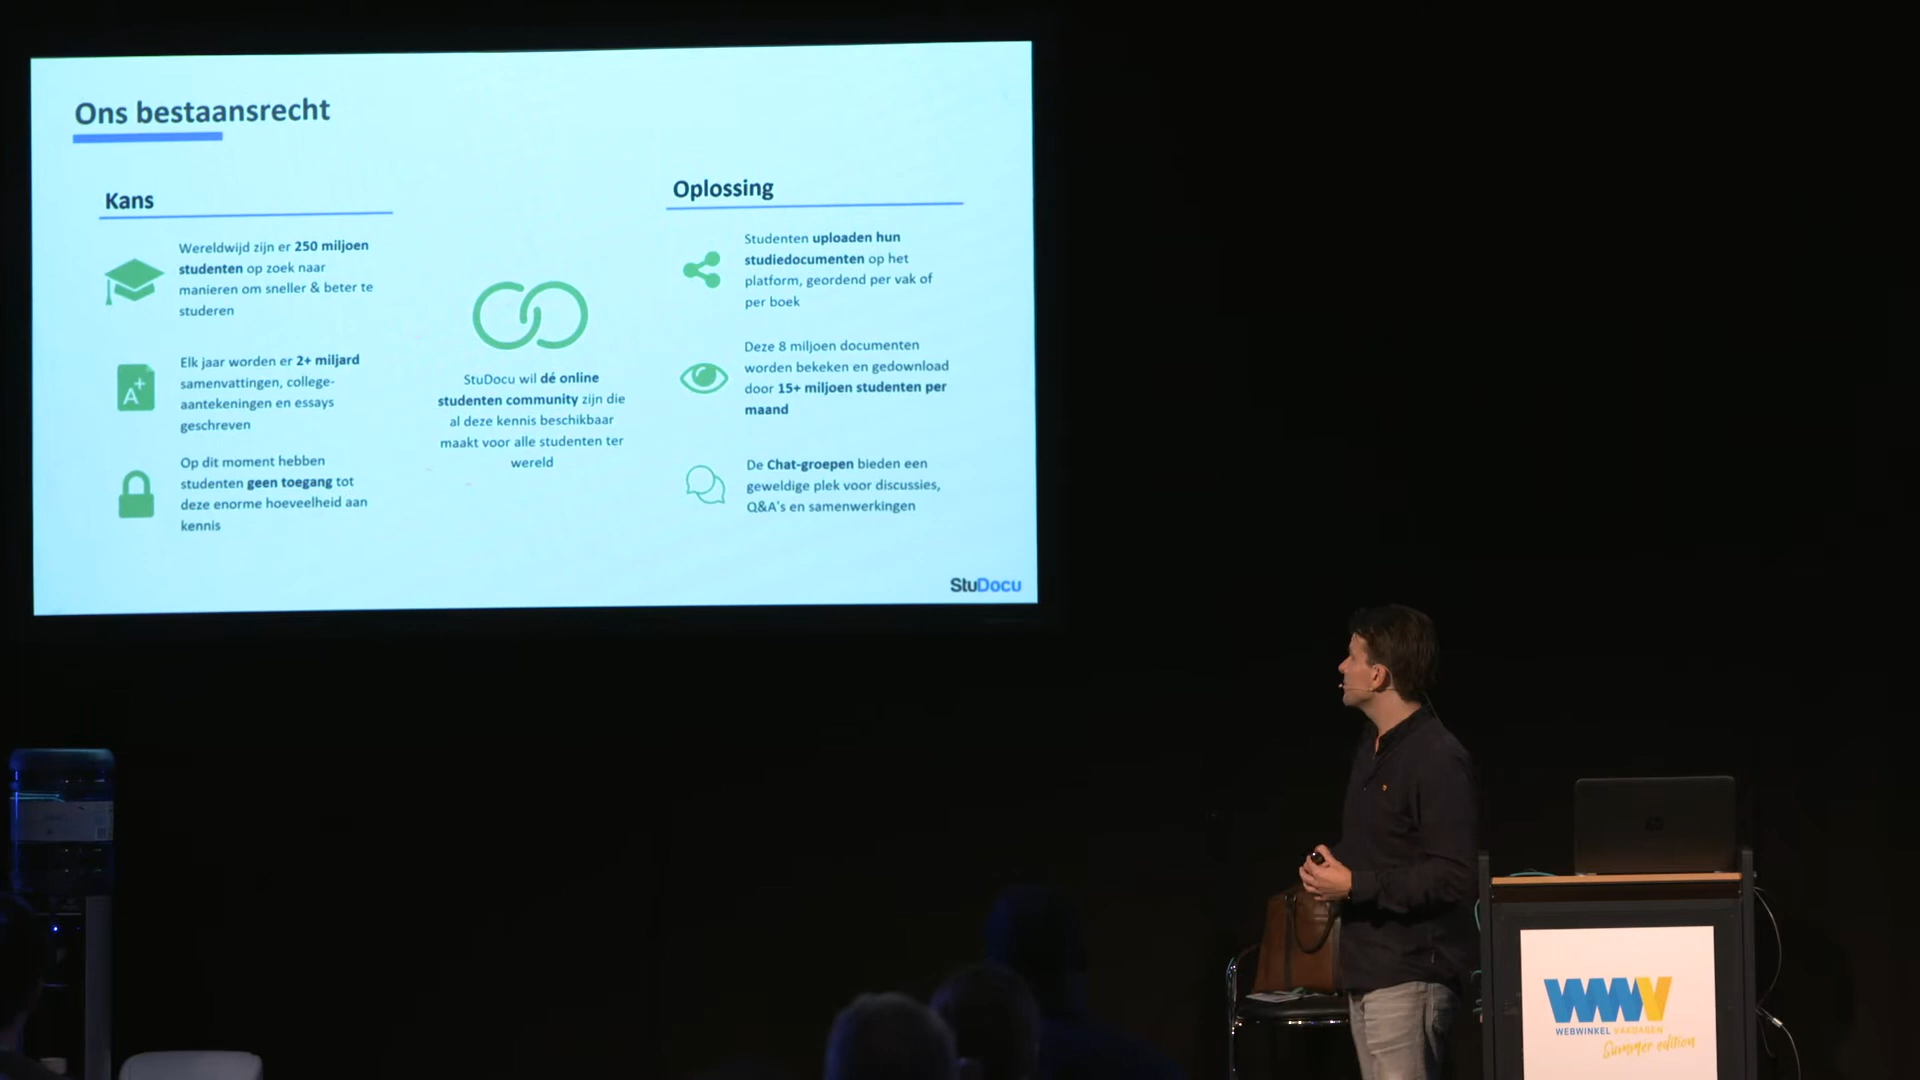 Ons bestaansrecht
Kans
Wereldwijd zijn er 250 miljoen
studenten op zoek naar
manieren om sneller & beter te
studeren
Elk jaar worden er 2+ miljard
samenvattingen, college-
aantekeningen en essays
geschreven
Op dit moment hebben
studenten geen toegang tot
deze enorme hoeveelheid aan
kennis
A+
StuDocu wil dé online
studenten community zijn die
al deze kennis beschikbaar
maakt voor alle studenten ter
wereld
Oplossing
Studenten uploaden hun
studiedocumenten op het
platform, geordend per vak of
per boek
Deze 8 miljoen documenten
worden bekeken en gedownload
door 15+ miljoen studenten per
maand
De Chat-groepen bieden een
geweldige plek voor discussies,
Q&A's en samenwerkingen
StuDocu
hp
WWV
WEBWINKEL VAKDAGEN
Summer edition